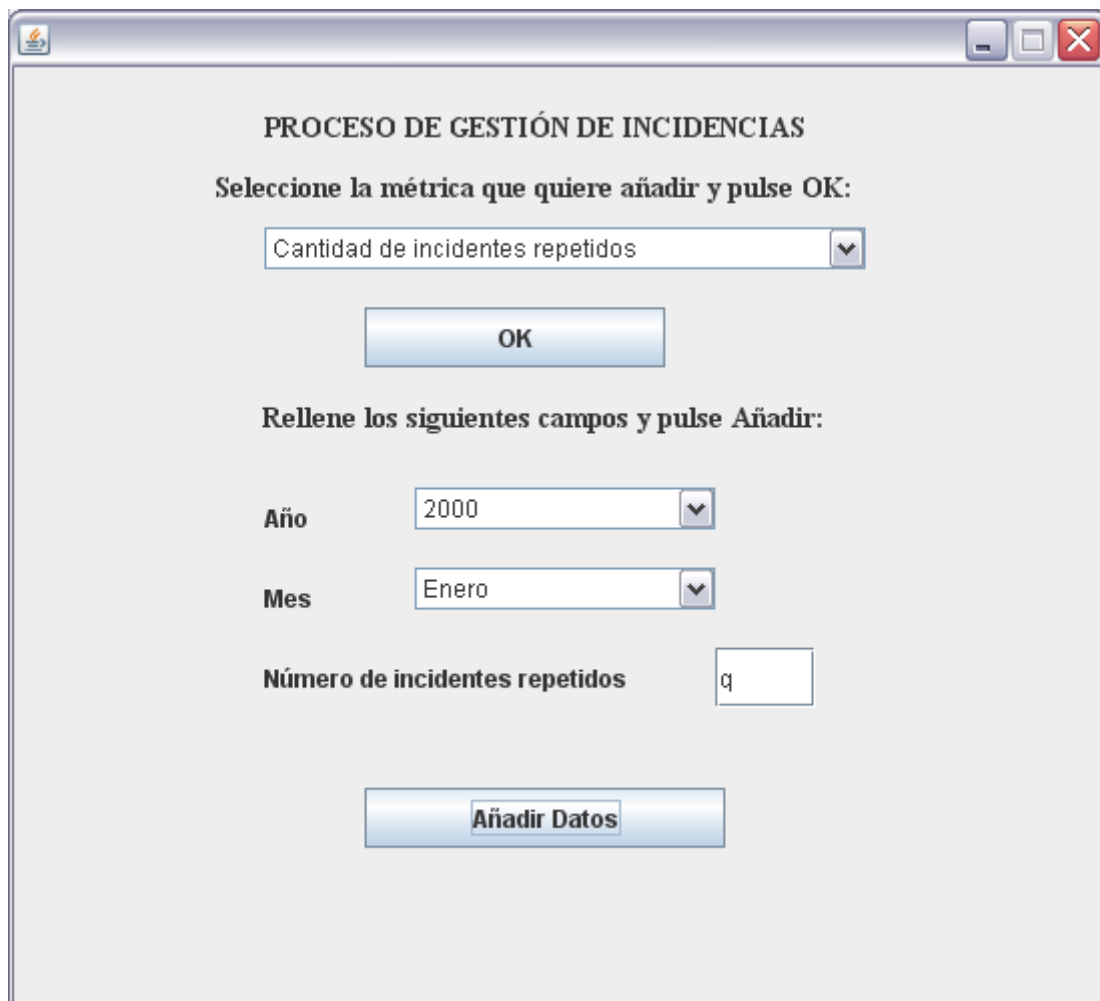 PROCESO DE GESTIÓN DE INCIDENCIAS
Seleccione la métrica que quiere añadir y pulse OK:
Cantidad de incidentes repetidos
OK
Rellene los siguientes campos y pulse Añadir:
Año 2000
Mes Enero
Número de incidentes repetidos q
Añadir Datos